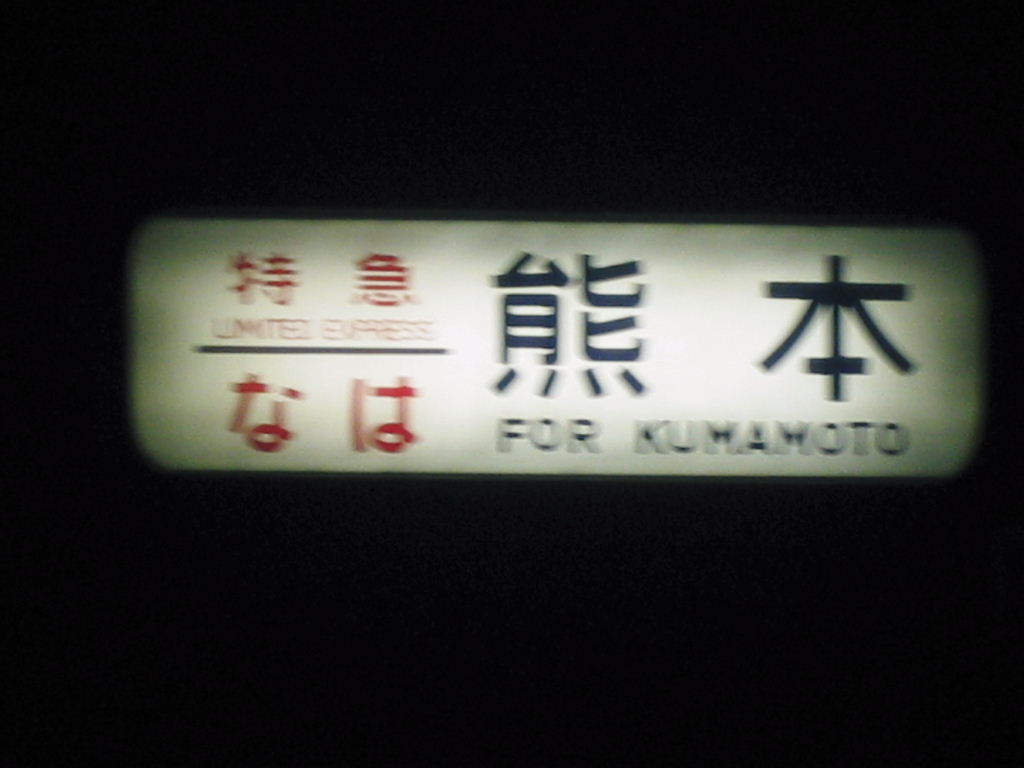 特急
LIMITED EXPRESS
なは
熊本
FOR KUMAMOTO